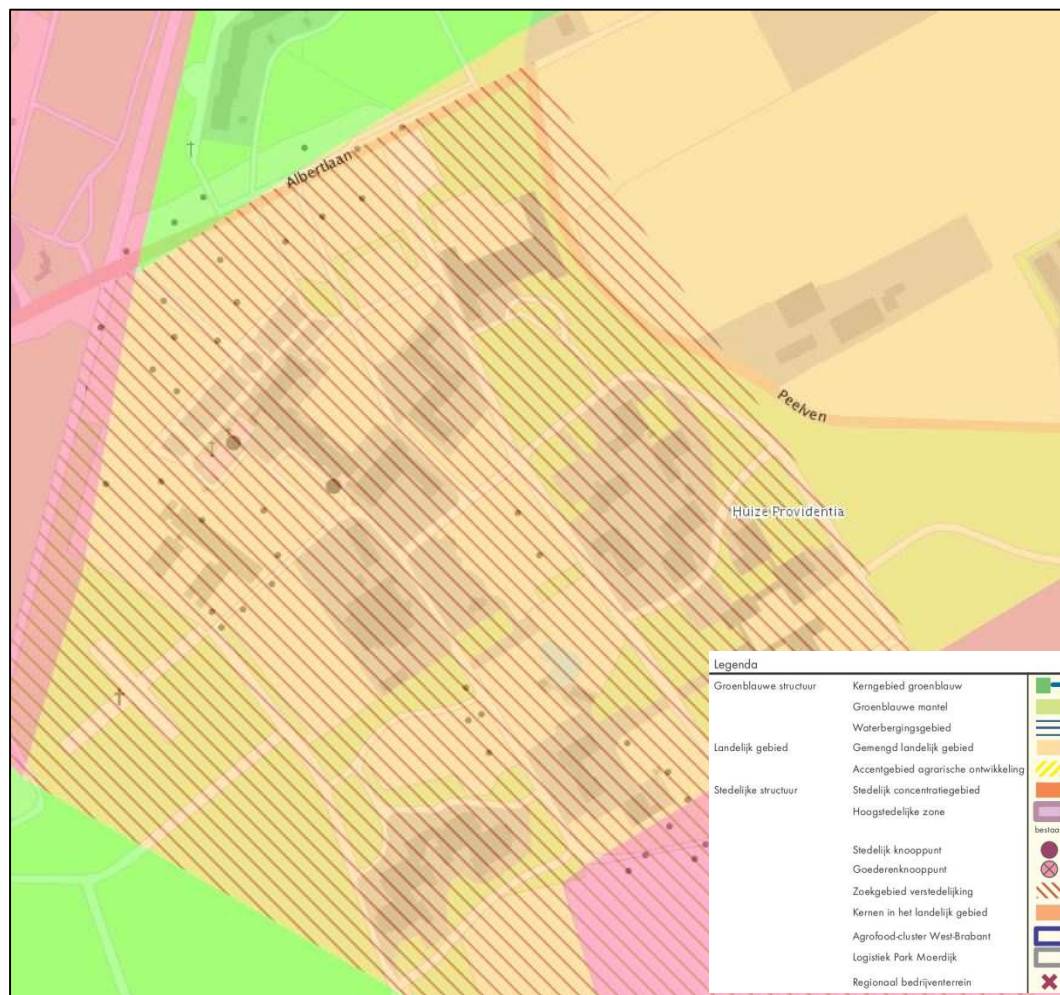 Albertlaan
Peelven
Huize Providentia
Legenda
Groenblauwe structuur Kerngebied groenblauw
Groenblauwe mantel
Waterbergingsgebied
Landelijk gebied Gemengd landelijk gebied
Accentgebied agrarische ontwikkeling
Stedelijke structuur Stedelijk concentratiegebied
Hoogstedelijke zone
Stedelijk knooppunt
Goederenknooppunt
Zoekgebied verstedelijking
Kernen in het landelijk gebied
Agrofood-cluster West-Brabant
Logistiek Park Moerdijk
Regionaal bedrijventerrein